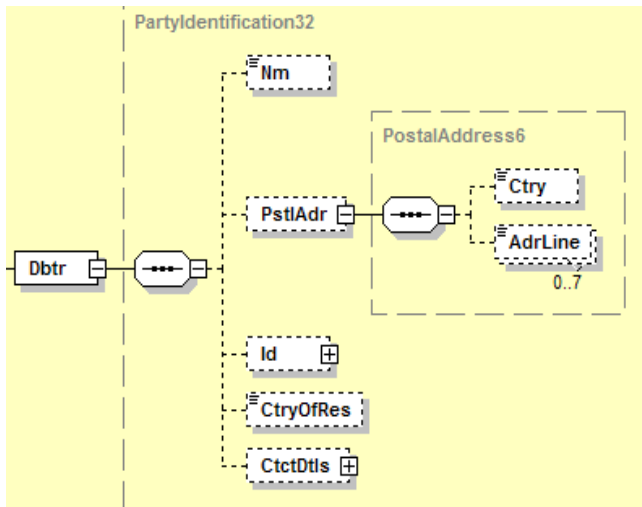 PartyIdentification32
Nm
PostalAddress6
Ctry
PstlAdr
AdrLine
0..7
Dbtr
Id
CtryOfRes
CtctDtls